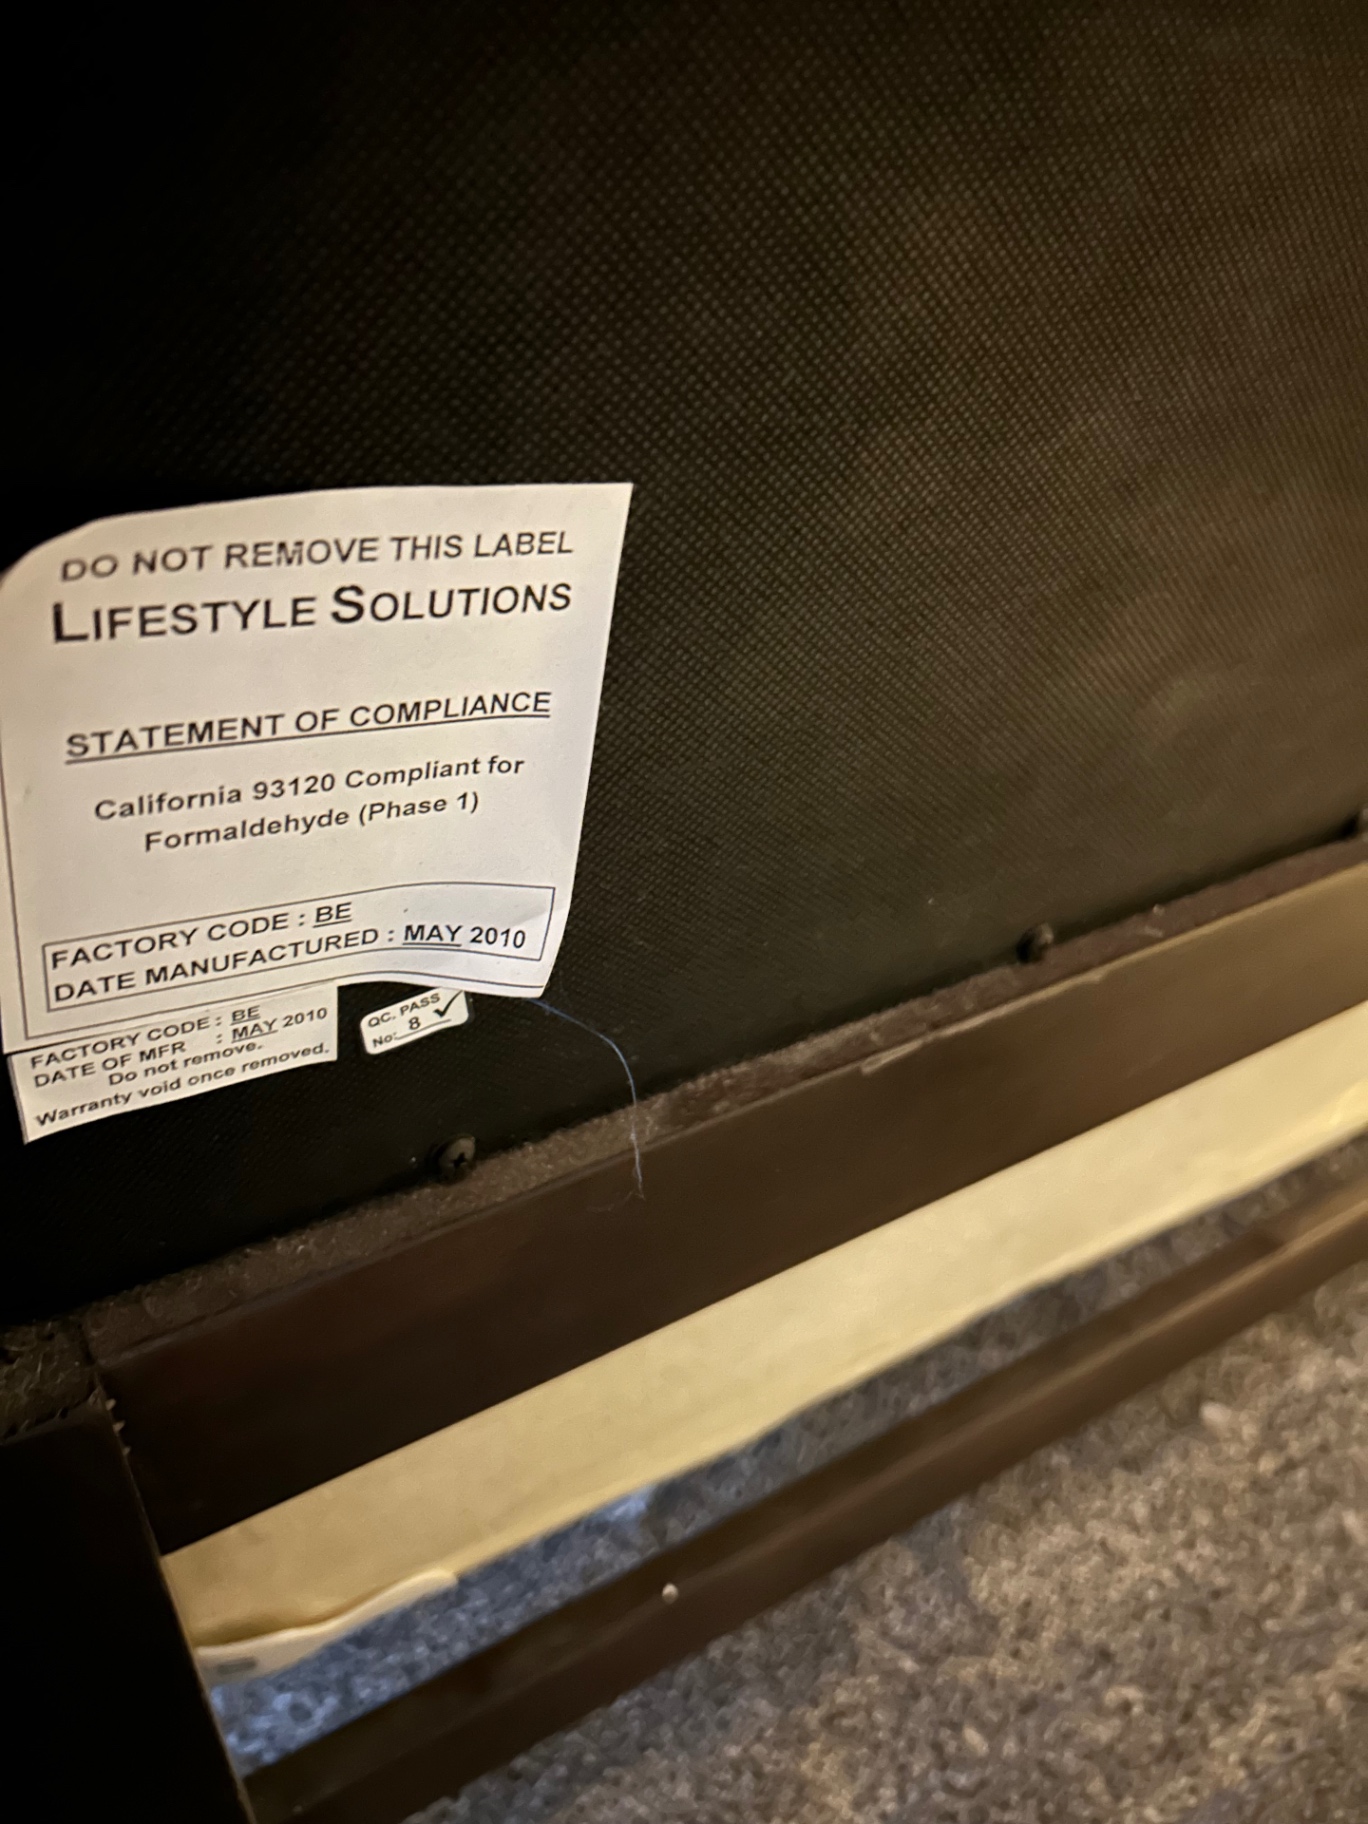 DO NOT REMOVE THIS LABEL
LIFESTYLE SOLUTIONS
STATEMENT OF COMPLIANCE
California 93120 Compliant for
Formaldehyde (Phase 1)
FACTORY CODE : BE
DATE MANUFACTURED : MAY 2010
FACTORY CODE : BE
DATE OF MFR : MAY 2010
Do not remove.
Warranty void once removed.
QC. PASS ✓
No: 8